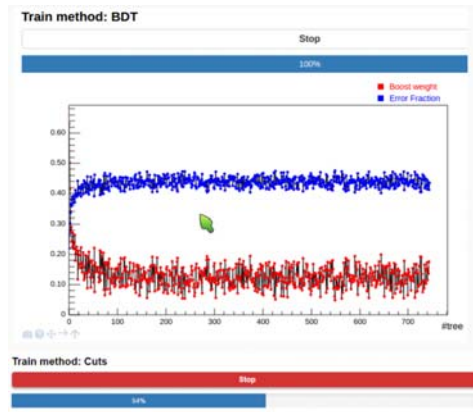 Train method: BDT
Stop
100%
Boost weight
Error Fraction
0.60
0.50
0.40
0.30
0.20
0.10
0
0 100 200 300 400 500 600 700
#tree
Train method: Cuts
Stop
54%